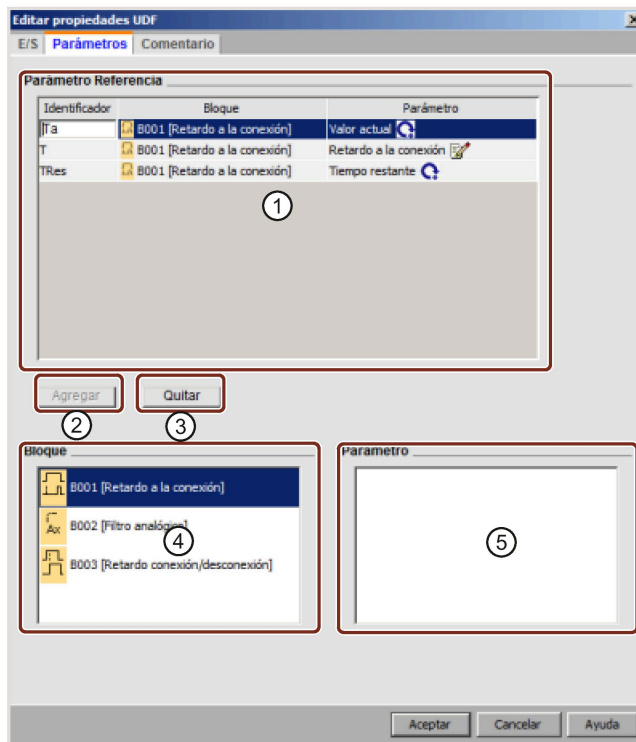 Editar propiedades UDF
E/S Parámetros Comentario
Parámetro Referencia
Identificador Bloque Parámetro
Ta B001 [Retardo a la conexión] Valor actual
T B001 [Retardo a la conexión] Retardo a la conexión
TRes B001 [Retardo a la conexión] Tiempo restante
1
Agregar Quitar
2 3
Bloque Parámetro
B001 [Retardo a la conexión]
Ax B002 [Filtro analógico]
4 5
B003 [Retardo conexión/desconexión]
Aceptar Cancelar Ayuda